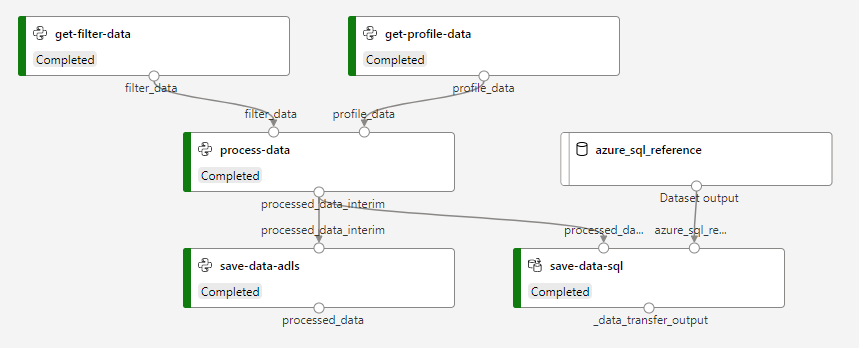 get-filter-data
Completed
get-profile-data
Completed
filter_data
profile_data
filter_data
profile_data
process-data
Completed
azure_sql_reference
processed_data_interim
Dataset output
processed_data_interim
processed_da...
azure_sql_re...
save-data-adls
Completed
save-data-sql
Completed
processed_data
_data_transfer_output